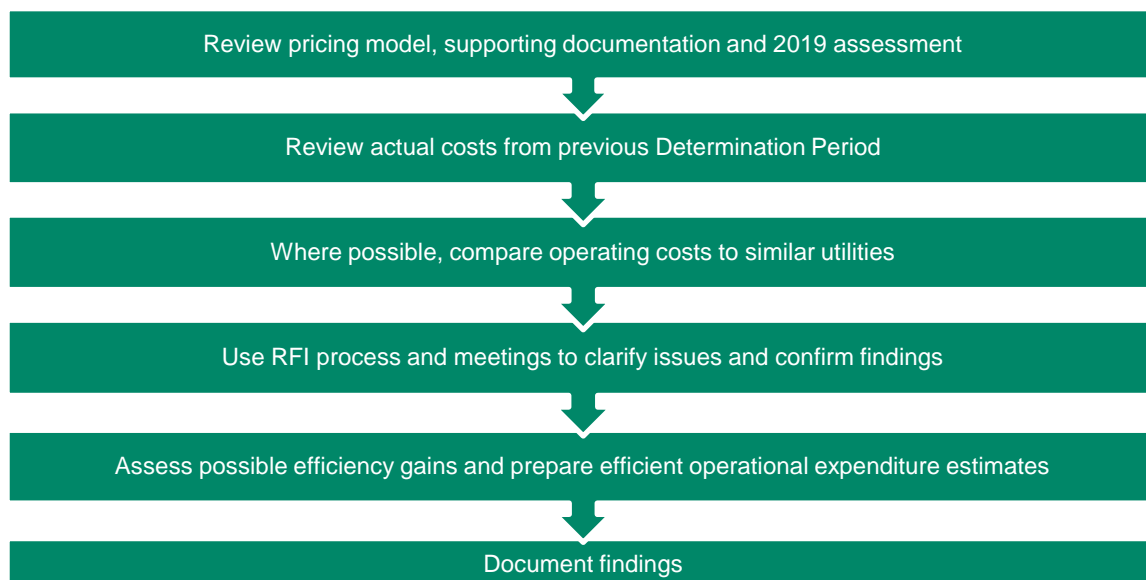 Review pricing model, supporting documentation and 2019 assessment
Review actual costs from previous Determination Period
Where possible, compare operating costs to similar utilities
Use RFI process and meetings to clarify issues and confirm findings
Assess possible efficiency gains and prepare efficient operational expenditure estimates
Document findings